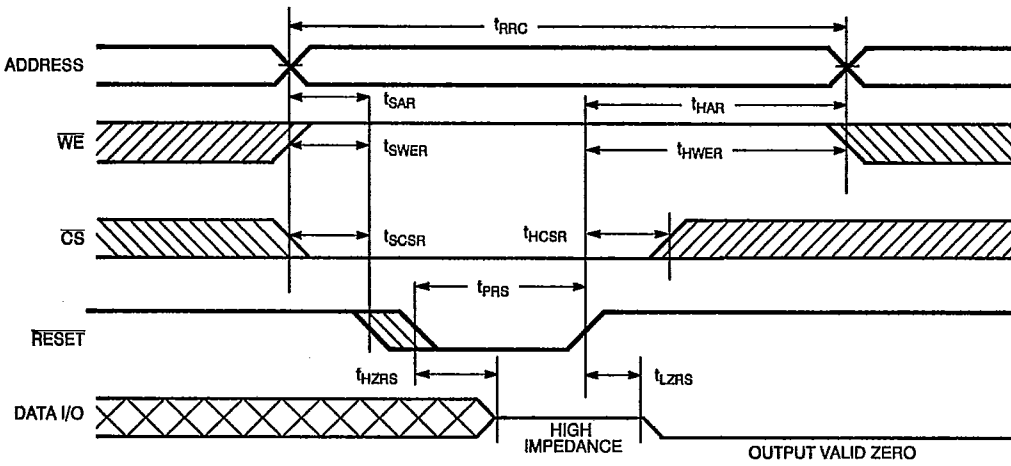 tRRC
ADDRESS
tSAR
tHAR
WE
tSWER
tHWER
CS
tSCSR
tHCSR
tPRS
RESET
tHZRS
tLZRS
DATA I/O
HIGH
IMPEDANCE
OUTPUT VALID ZERO